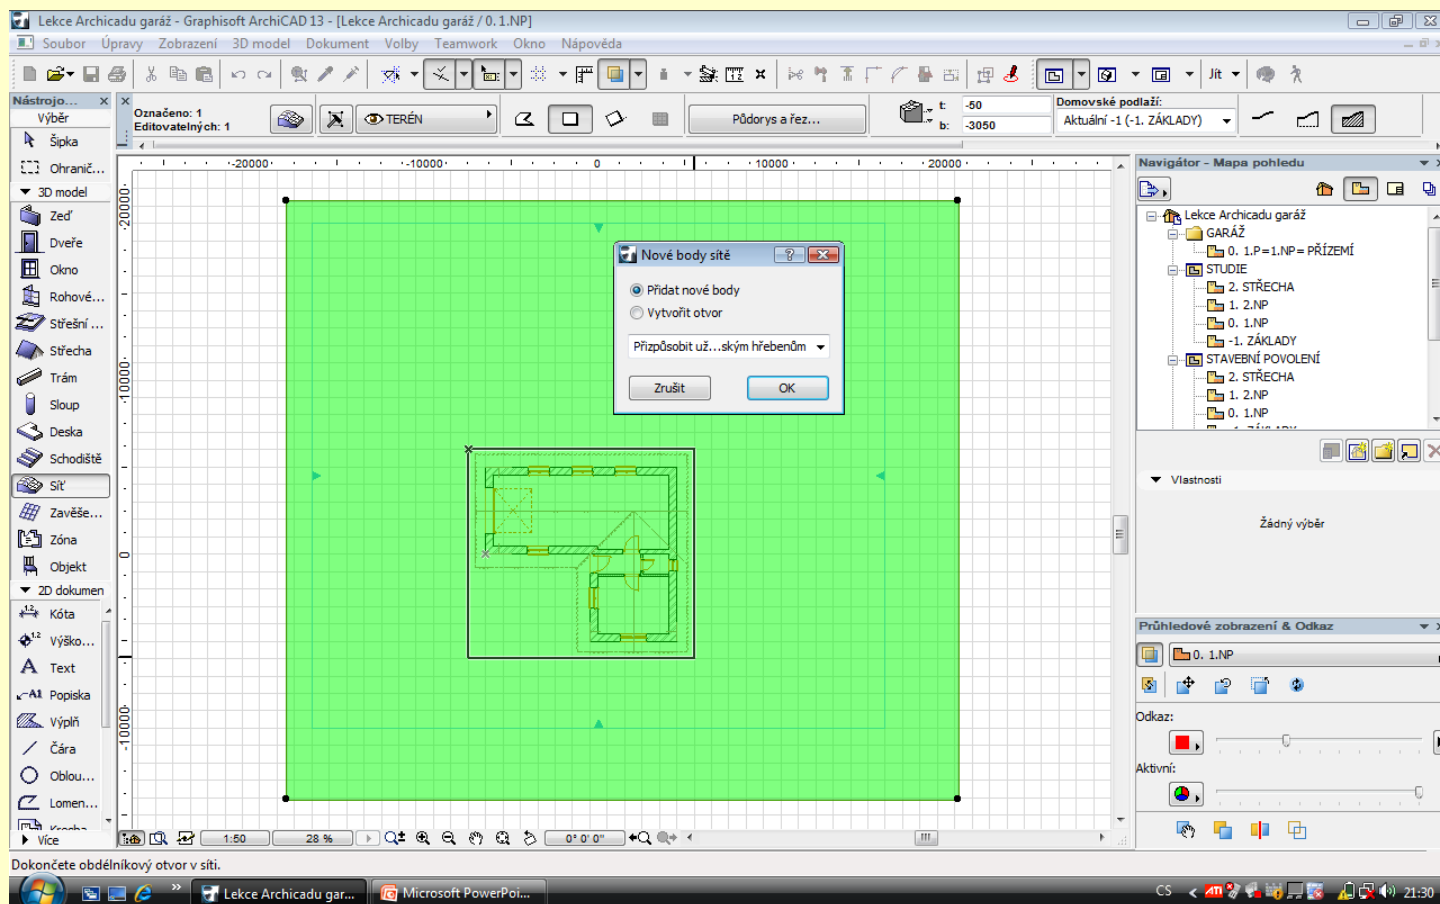 Lekce Archicadu garáž - Graphisoft ArchiCAD 13 - [Lekce Archicadu garáž / 0. 1.NP]
Soubor Úpravy Zobrazení 3D model Dokument Volby Teamwork Okno Nápověda
Jít
Nástrojo...
Výběr
Šipka
Ohranič...
3D model
Zeď
Dveře
Okno
Rohové...
Střešní ...
Střecha
Trám
Sloup
Deska
Schodiště
Síť
Zavěše...
Zóna
Objekt
2D dokumen
Kóta
Výško...
Text
Popiska
Výplň
Čára
Oblou...
Lomen...
Více
Označeno: 1
Editovatelných: 1
TERÉN
Půdorys a řez...
t: -50
b: -3050
Domovské podlaží:
Aktuální -1 (-1. ZÁKLADY)
-20000 -10000 0 10000 20000
20000
10000
0
-10000
Nové body sítě
Přidat nové body
Vytvořit otvor
Přizpůsobit už...ským hřebenům
Zrušit OK
Navigátor - Mapa pohledu
Lekce Archicadu garáž
GARÁŽ
0. 1.P=1.NP= PŘÍZEMÍ
STUDIE
2. STŘECHA
1. 2.NP
0. 1.NP
-1. ZÁKLADY
STAVEBNÍ POVOLENÍ
2. STŘECHA
1. 2.NP
0. 1.NP
Vlastnosti
Žádný výběr
Průhledové zobrazení & Odkaz
0. 1.NP
Odkaz:
Aktivní:
1:50 28 % 0° 0' 0"
Dokončete obdélníkový otvor v síti.
Lekce Archicadu gar... Microsoft PowerPoi... CS ATI 21:30